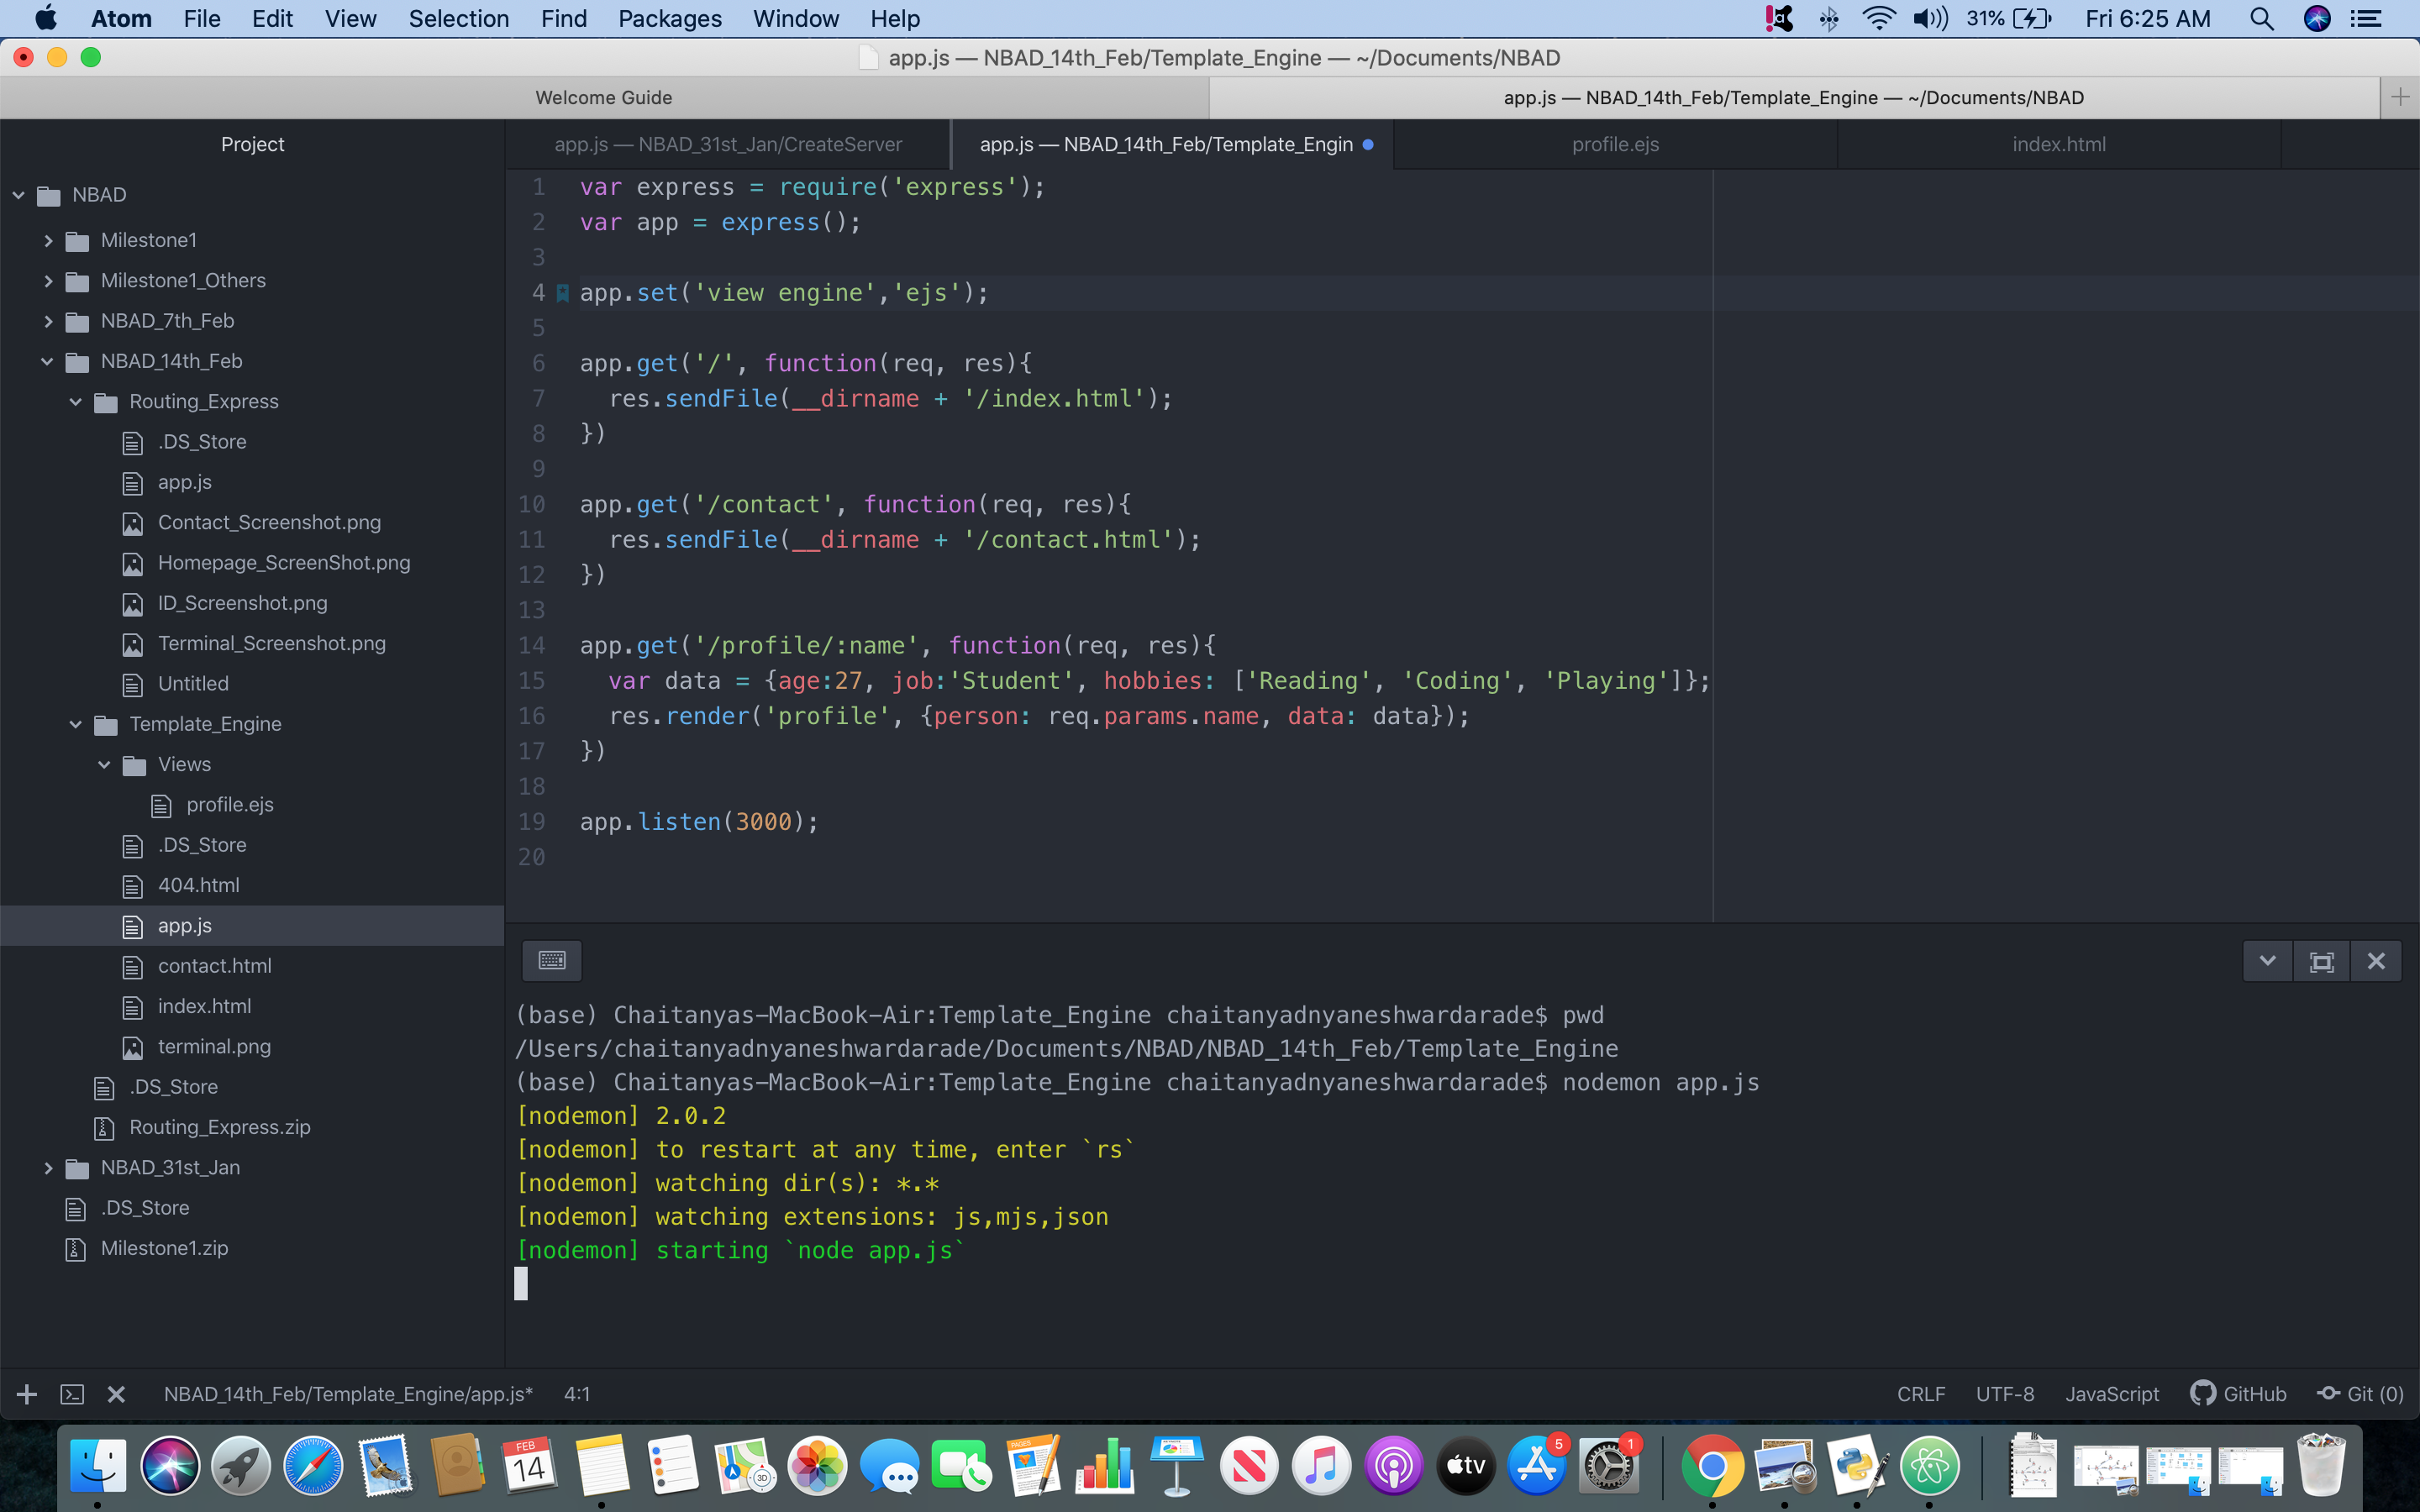 Atom File Edit View Selection Find Packages Window Help 31% Fri 6:25 AM
app.js — NBAD_14th_Feb/Template_Engine — ~/Documents/NBAD
Welcome Guide
app.js — NBAD_14th_Feb/Template_Engine — ~/Documents/NBAD
Project
app.js — NBAD_31st_Jan/CreateServer
app.js — NBAD_14th_Feb/Template_Engin
profile.ejs
index.html
NBAD
Milestone1
Milestone1_Others
NBAD_7th_Feb
NBAD_14th_Feb
Routing_Express
.DS_Store
app.js
Contact_Screenshot.png
Homepage_ScreenShot.png
ID_Screenshot.png
Terminal_Screenshot.png
Untitled
Template_Engine
Views
profile.ejs
.DS_Store
404.html
app.js
contact.html
index.html
terminal.png
.DS_Store
Routing_Express.zip
NBAD_31st_Jan
.DS_Store
Milestone1.zip
1 var express = require('express');
2 var app = express();
3
4 app.set('view engine','ejs');
5
6 app.get('/', function(req, res){
7 res.sendFile(__dirname + '/index.html');
8 })
9
10 app.get('/contact', function(req, res){
11 res.sendFile(__dirname + '/contact.html');
12 })
13
14 app.get('/profile/:name', function(req, res){
15 var data = {age:27, job:'Student', hobbies: ['Reading', 'Coding', 'Playing']};
16 res.render('profile', {person: req.params.name, data: data});
17 })
18
19 app.listen(3000);
20
(base) Chaitanyas-MacBook-Air:Template_Engine chaitanyadnyaneshwardarade$ pwd
/Users/chaitanyadnyaneshwardarade/Documents/NBAD/NBAD_14th_Feb/Template_Engine
(base) Chaitanyas-MacBook-Air:Template_Engine chaitanyadnyaneshwardarade$ nodemon app.js
[nodemon] 2.0.2
[nodemon] to restart at any time, enter `rs`
[nodemon] watching dir(s): *.*
[nodemon] watching extensions: js,mjs,json
[nodemon] starting `node app.js`
NBAD_14th_Feb/Template_Engine/app.js* 4:1 CRLF UTF-8 JavaScript GitHub Git (0)
FEB
14
3D
PAGES
tv
5
1